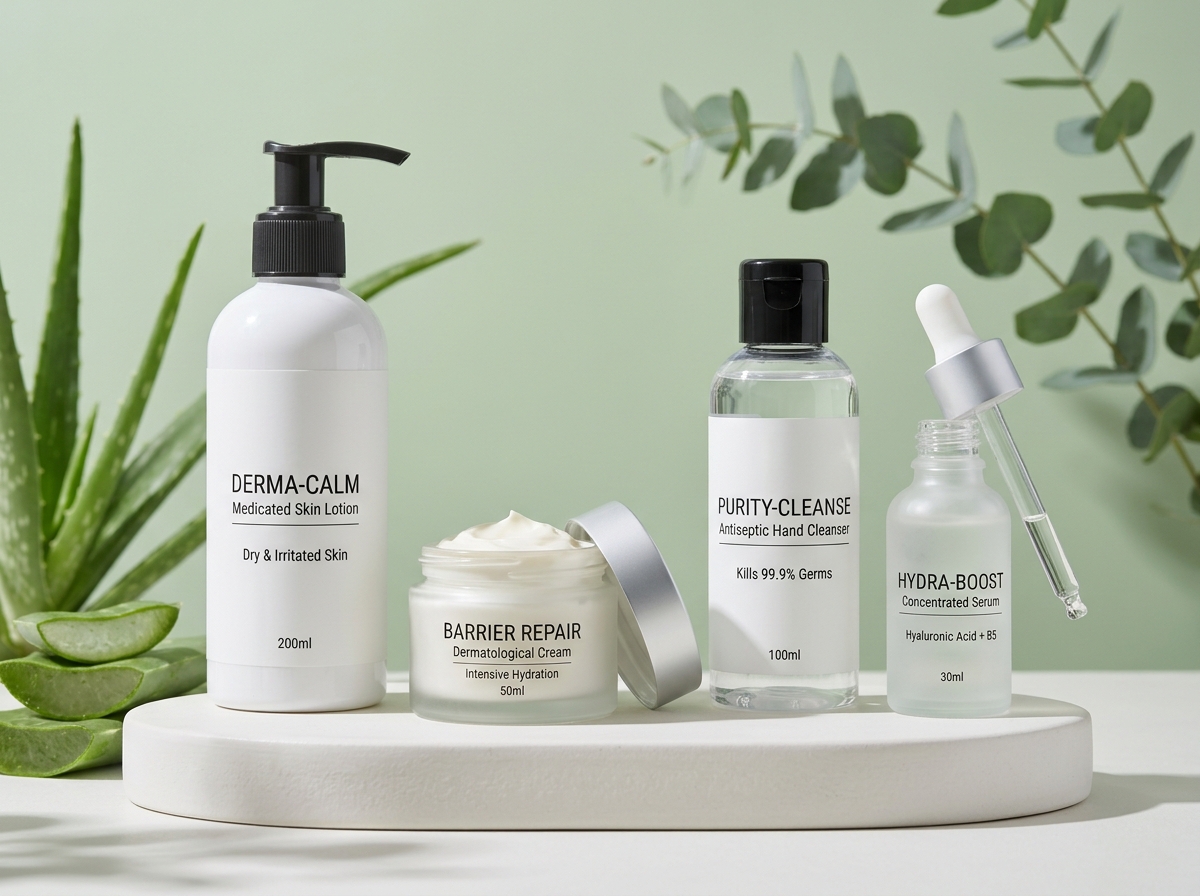 DERMA-CALM
Medicated Skin Lotion
Dry & Irritated Skin
200ml
BARRIER REPAIR
Dermatological Cream
Intensive Hydration
50ml
PURITY-CLEANSE
Antiseptic Hand Cleanser
Kills 99.9% Germs
100ml
HYDRA-BOOST
Concentrated Serum
Hyaluronic Acid + B5
30ml